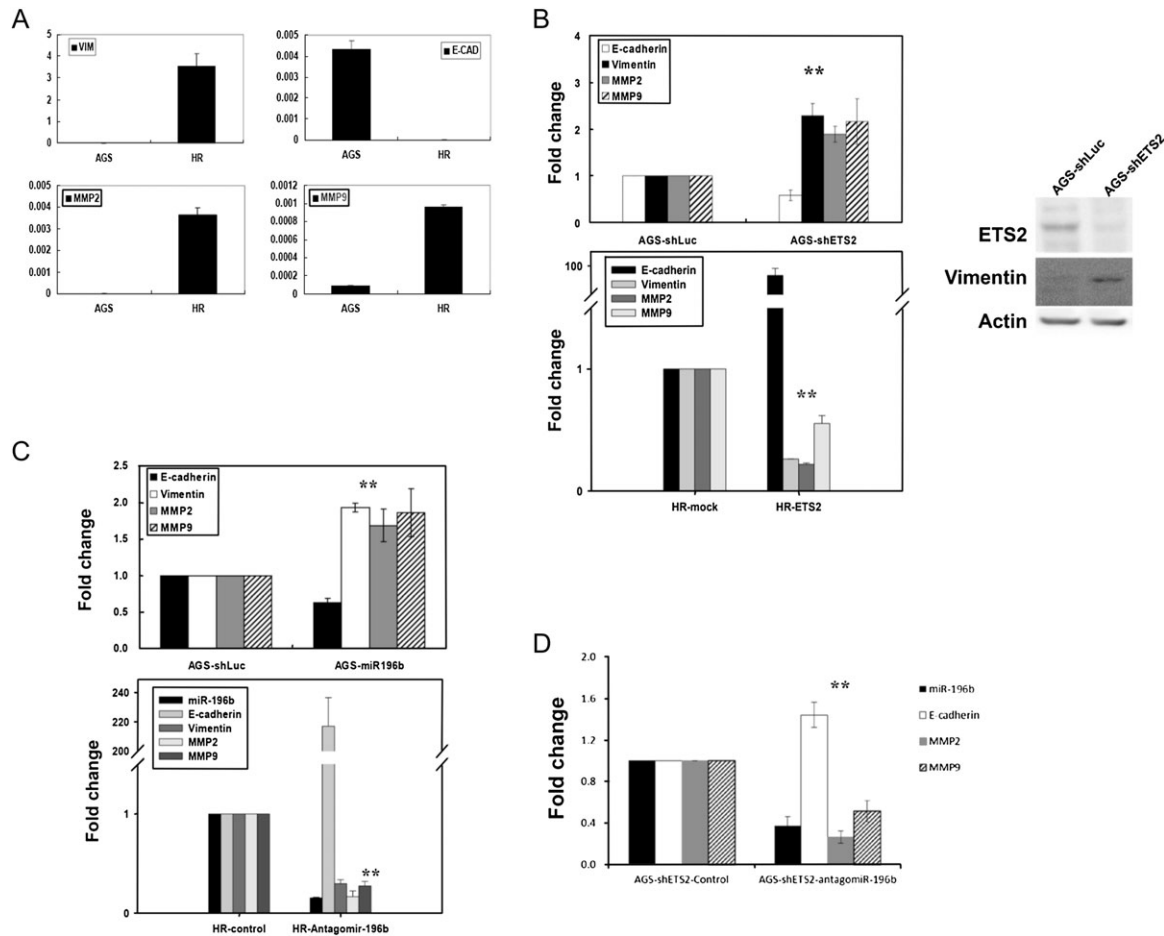 A
VIM
5
4
3
2
1
0
AGS HR
E-CAD
0.005
0.004
0.003
0.002
0.001
0
AGS HR
MMP2
0.005
0.004
0.003
0.002
0.001
0
AGS HR
MMP9
0.0012
0.001
0.0008
0.0006
0.0004
0.0002
0
AGS HR
B
Fold change
4
3
2
1
0
E-cadherin
Vimentin
MMP2
MMP9
**
AGS-shLuc AGS-shETS2
Fold change
Fold change
100
1
0
E-cadherin
Vimentin
MMP2
MMP9
**
HR-mock HR-ETS2
AGS-shLuc
AGS-shETS2
ETS2
Vimentin
Actin
C
Fold change
2.5
2.0
1.5
1.0
0.5
0.0
E-cadherin
Vimentin
MMP2
MMP9
**
AGS-shLuc AGS-miR196b
Fold change
240
220
200
1
0
miR-196b
E-cadherin
Vimentin
MMP2
MMP9
**
HR-control HR-Antagomir-196b
D
Fold change
2.0
1.6
1.2
0.8
0.4
0.0
**
miR-196b
E-cadherin
MMP2
MMP9
AGS-shETS2-Control AGS-shETS2-antagomiR-196b